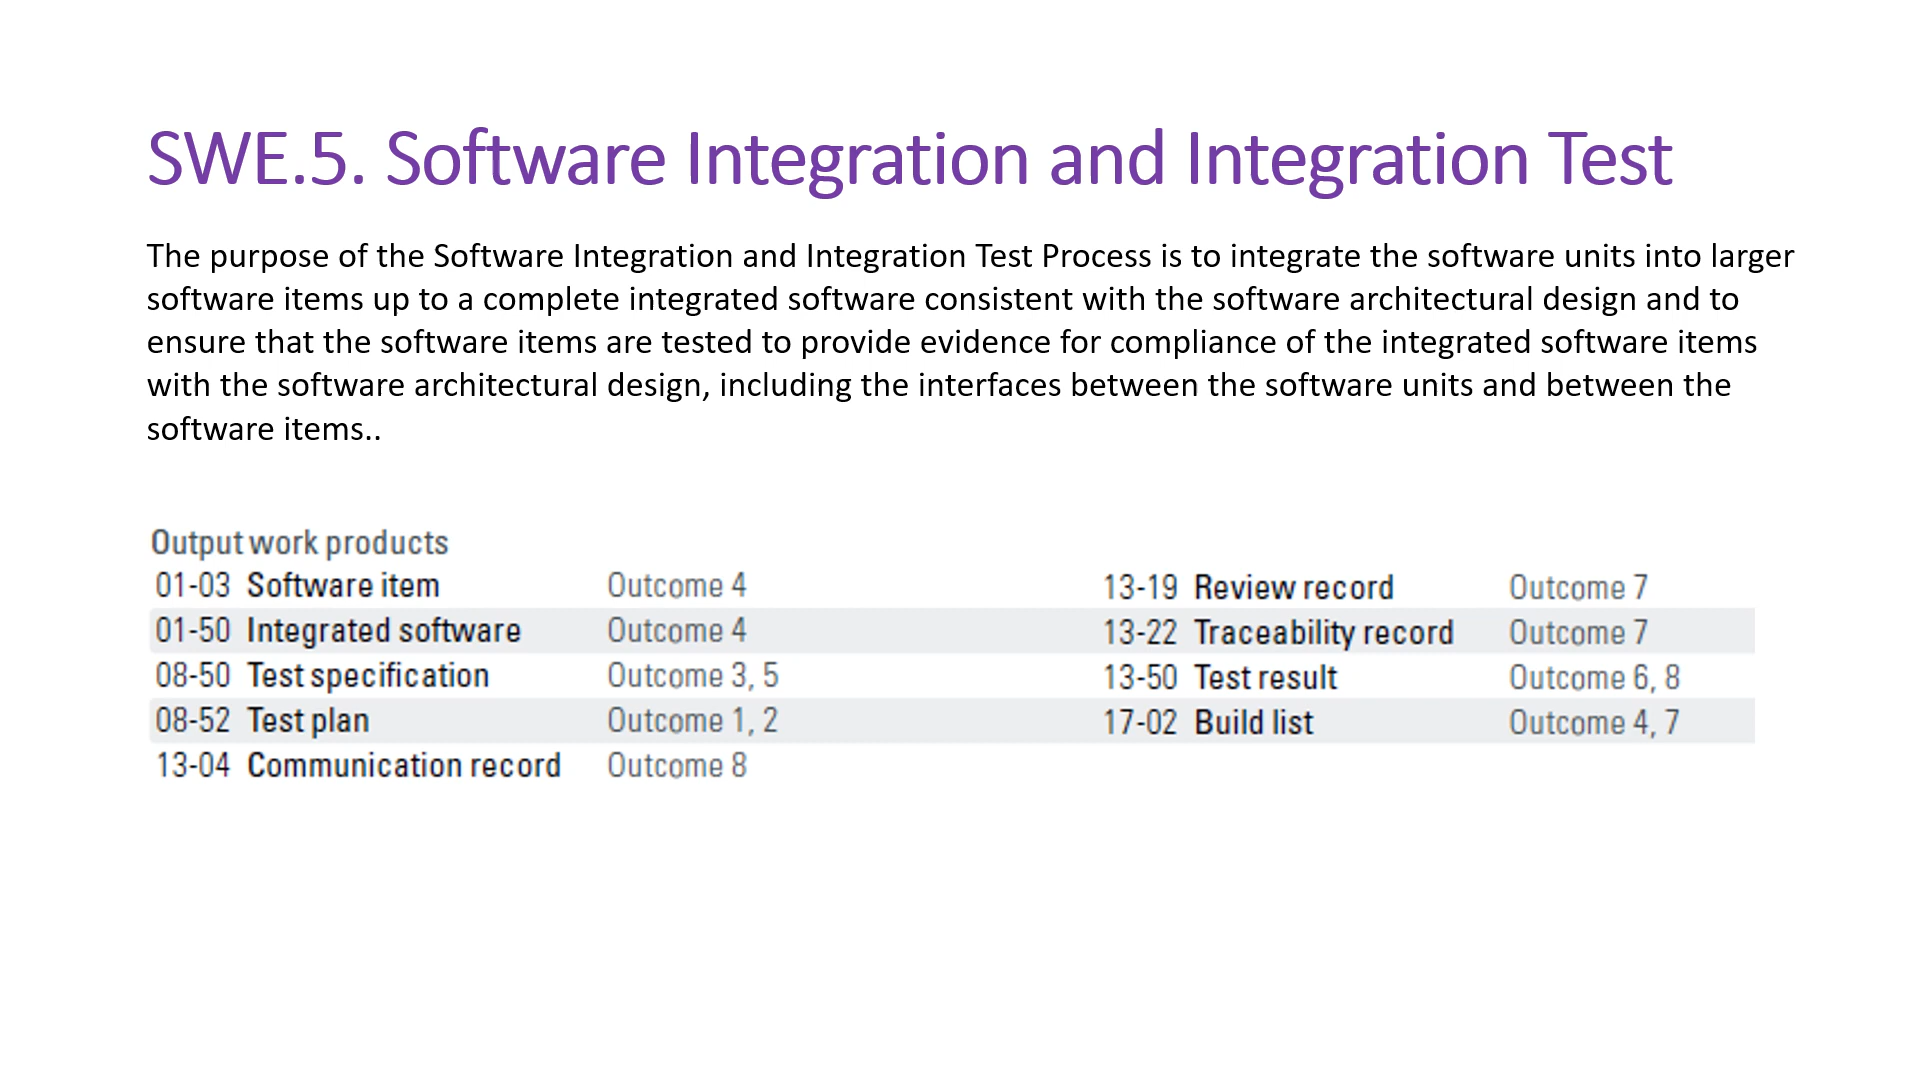 SWE.5. Software Integration and Integration Test
The purpose of the Software Integration and Integration Test Process is to integrate the software units into larger
software items up to a complete integrated software consistent with the software architectural design and to
ensure that the software items are tested to provide evidence for compliance of the integrated software items
with the software architectural design, including the interfaces between the software units and between the
software items..
Output work products
01-03 Software item Outcome 4
01-50 Integrated software Outcome 4
08-50 Test specification Outcome 3, 5
08-52 Test plan Outcome 1, 2
13-04 Communication record Outcome 8
13-19 Review record Outcome 7
13-22 Traceability record Outcome 7
13-50 Test result Outcome 6, 8
17-02 Build list Outcome 4, 7